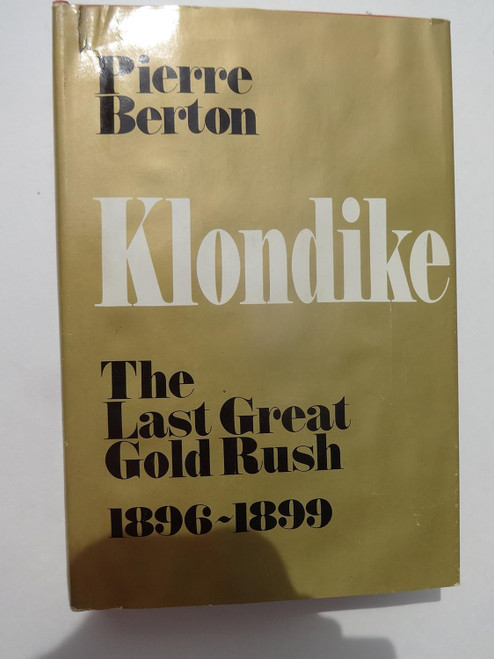 Pierre
Berton
Klondike
The
Last Great
Gold Rush
1896-1899